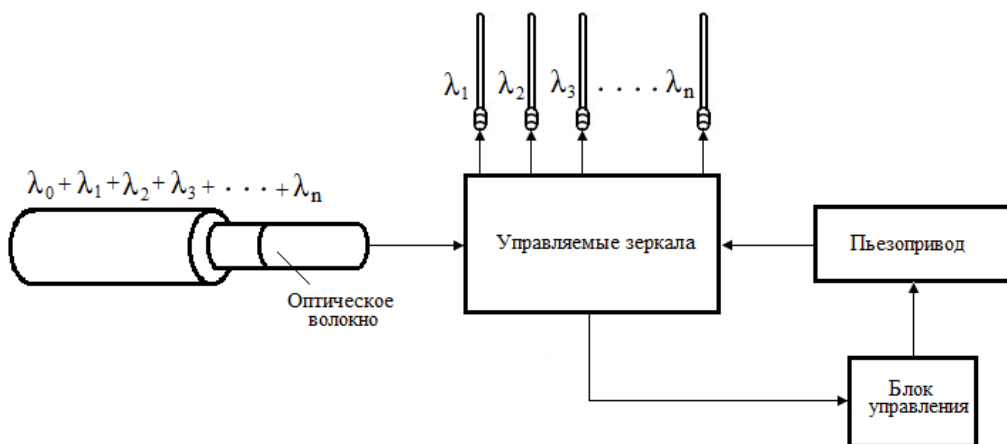 λ₁ λ₂ λ₃ . . . . λₙ
λ₀ + λ₁ + λ₂ + λ₃ + . . . + λₙ
Управляемые зеркала
Пьезопривод
Оптическое
волокно
Блок
управления